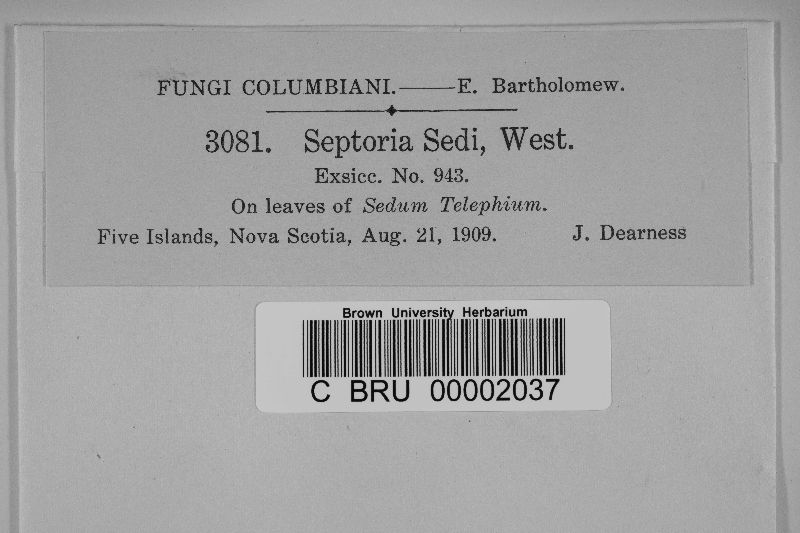 FUNGI COLUMBIANI.——E. Bartholomew.
3081. Septoria Sedi, West.
Exsicc. No. 943.
On leaves of Sedum Telephium.
Five Islands, Nova Scotia, Aug. 21, 1909. J. Dearness
Brown University Herbarium
C BRU 00002037